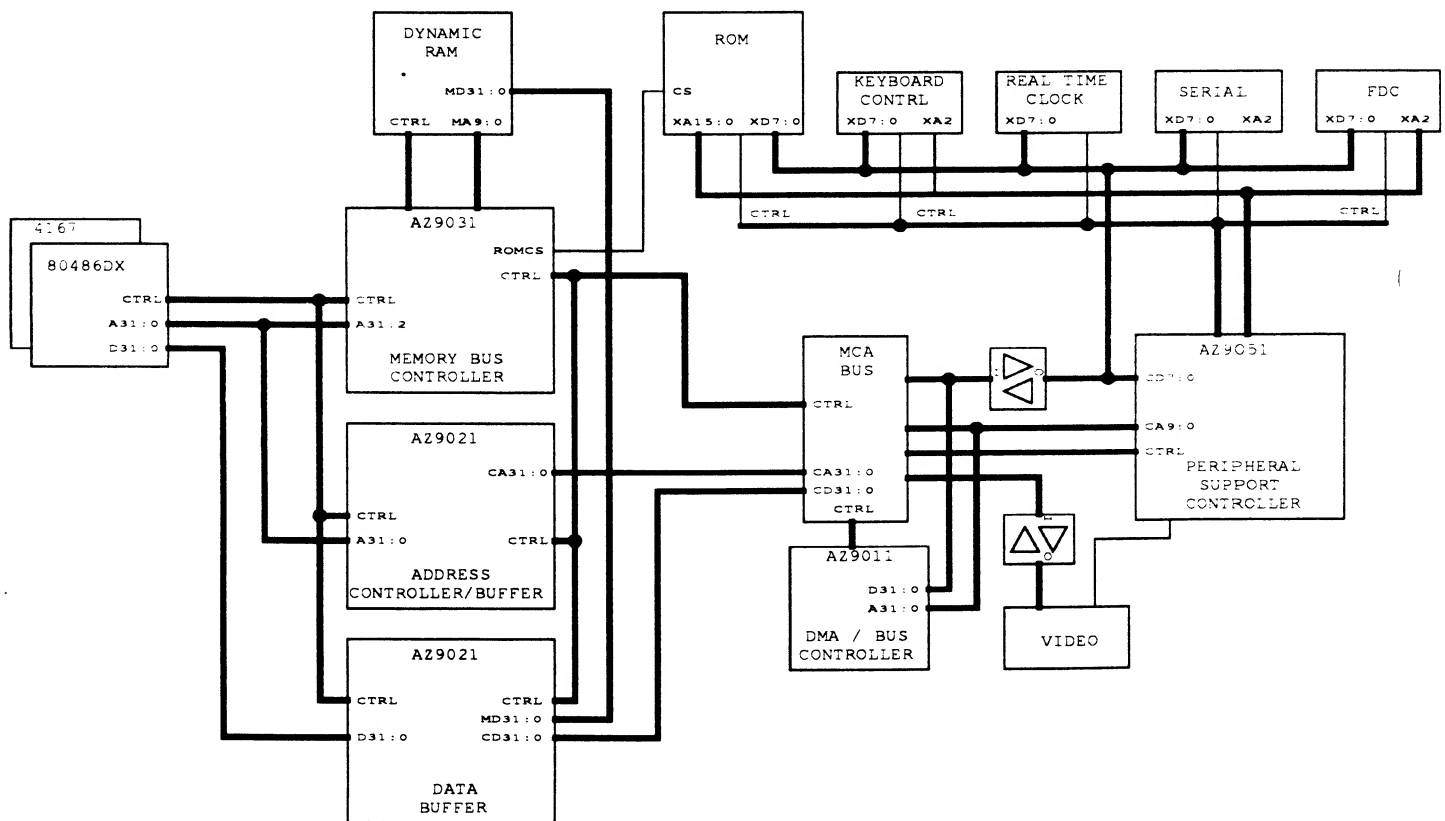 DYNAMIC
RAM
MD31:0
CTRL MA9:0
ROM
CS
XA15:0 XD7:0
KEYBOARD
CONTRL
XD7:0 XA2
REAL TIME
CLOCK
XD7:0
SERIAL
XD7:0 XA2
FDC
XD7:0 XA2
CTRL
CTRL
CTRL
4167
80486DX
CTRL
A31:0
D31:0
AZ9031
ROMCS
CTRL
CTRL
A31:2
MEMORY BUS
CONTROLLER
AZ9021
CA31:0
CTRL
A31:0
CTRL
ADDRESS
CONTROLLER/BUFFER
AZ9021
CTRL
CTRL
MD31:0
D31:0
CD31:0
DATA
BUFFER
MCA
BUS
CTRL
CA31:0
CD31:0
CTRL
AZ9011
D31:0
A31:0
DMA / BUS
CONTROLLER
I
O
I
O
VIDEO
AZ9051
CD7:0
CA9:0
CTRL
PERIPHERAL
SUPPORT
CONTROLLER